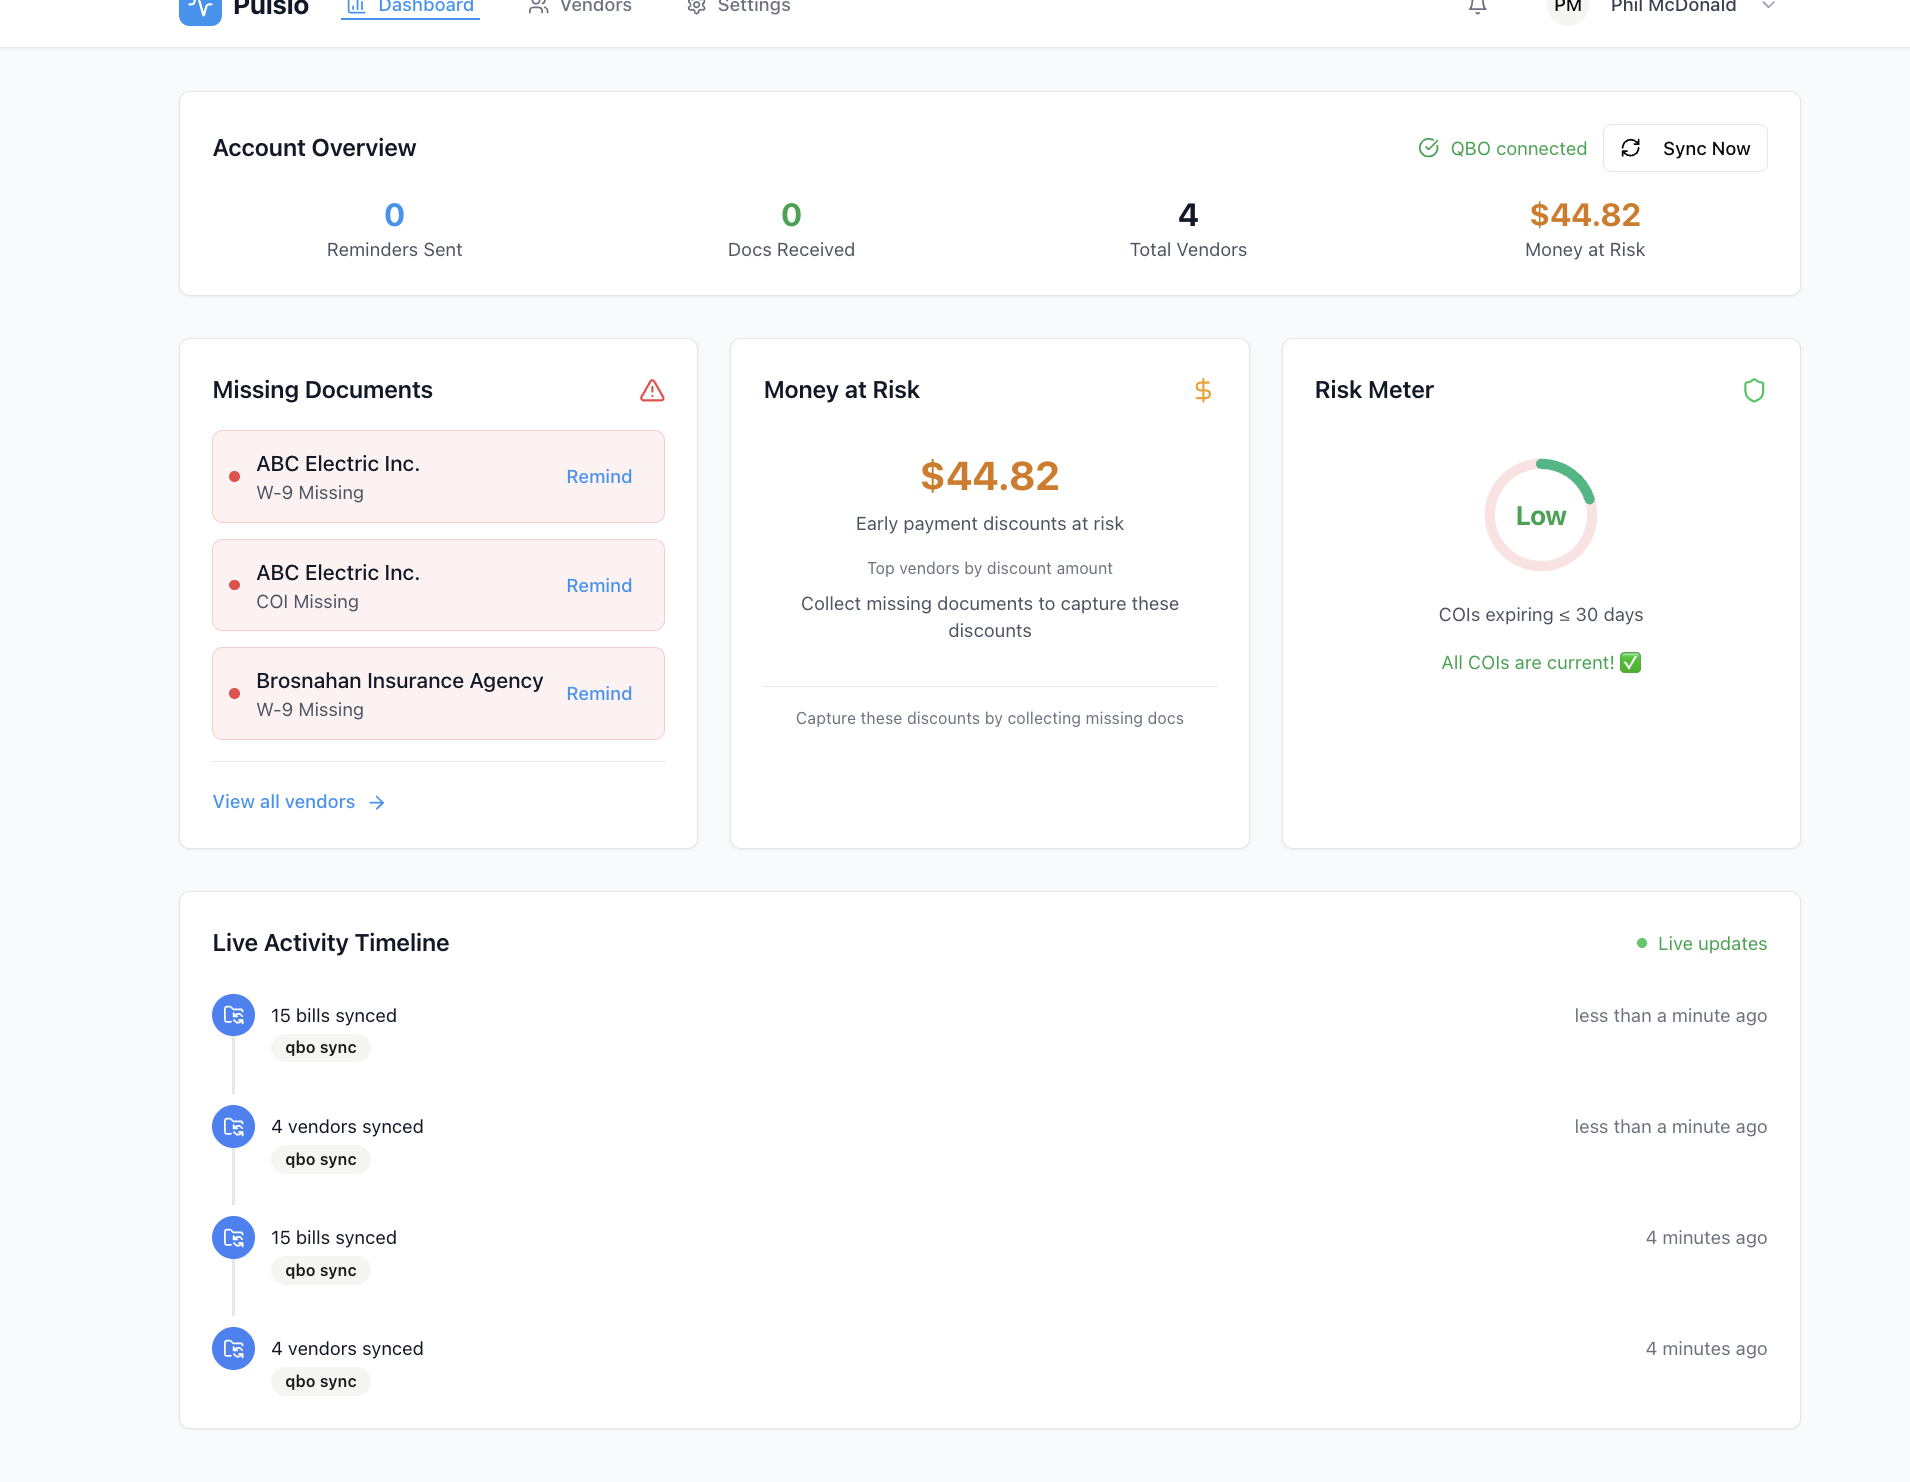 Pulsio
Dashboard
Vendors
Settings
PM
Phil McDonald
Account Overview
QBO connected
Sync Now
0
Reminders Sent
0
Docs Received
4
Total Vendors
$44.82
Money at Risk
Missing Documents
ABC Electric Inc.
W-9 Missing
Remind
ABC Electric Inc.
COI Missing
Remind
Brosnahan Insurance Agency
W-9 Missing
Remind
View all vendors
Money at Risk
$44.82
Early payment discounts at risk
Top vendors by discount amount
Collect missing documents to capture these
discounts
Capture these discounts by collecting missing docs
Risk Meter
Low
COIs expiring ≤ 30 days
All COIs are current! ✅
Live Activity Timeline
Live updates
15 bills synced
less than a minute ago
qbo sync
4 vendors synced
less than a minute ago
qbo sync
15 bills synced
4 minutes ago
qbo sync
4 vendors synced
4 minutes ago
qbo sync